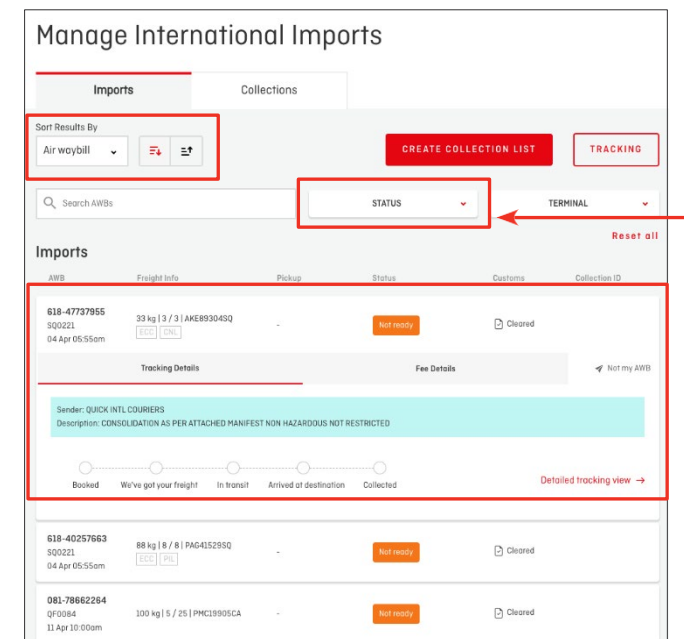 Manage International Imports
Imports
Collections
Sort Results By
Air waybill
CREATE COLLECTION LIST
TRACKING
Search AWBs
STATUS
TERMINAL
Reset all
Imports
AWB Freight Info Pickup Status Customs Collection ID
618-47737955
SQ0221
04 Apr 05:55am
33 kg | 3 / 3 | AKE89304SQ
ECC CNL
-
Not ready
Cleared
Tracking Details
Fee Details
Not my AWB
Sender: QUICK INTL COURIERS
Description: CONSOLIDATION AS PER ATTACHED MANIFEST NON HAZARDOUS NOT RESTRICTED
Booked We've got your freight In transit Arrived at destination Collected
Detailed tracking view →
618-40257663
SQ0221
04 Apr 05:55am
88 kg | 8 / 8 | PAG41529SQ
ECC PIL
-
Not ready
Cleared
081-78662264
QF0084
11 Apr 10:00am
100 kg | 5 / 25 | PMC19905CA
-
Not ready
Cleared